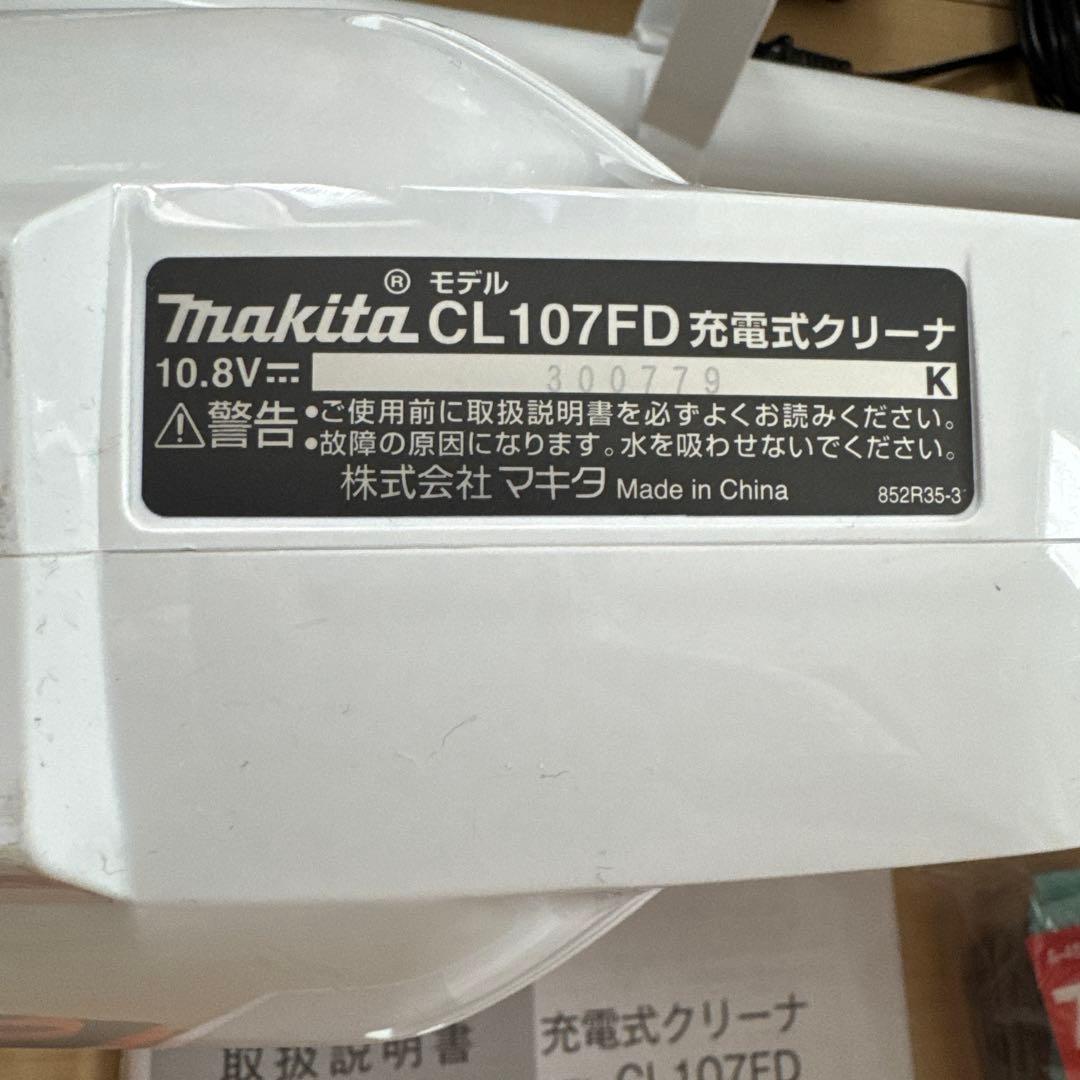 makita® モデル CL107FD 充電式クリーナ
10.8V 300779 K
警告 •ご使用前に取扱説明書を必ずよくお読みください。
•故障の原因になります。水を吸わせないでください。
株式会社 マキタ Made in China 852R35-3
取扱説明書 充電式クリーナ
CL107FD